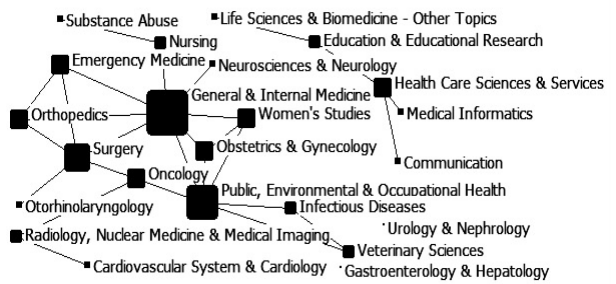 Substance Abuse
Life Sciences & Biomedicine - Other Topics
Nursing
Education & Educational Research
Emergency Medicine
Neurosciences & Neurology
Health Care Sciences & Services
General & Internal Medicine
Orthopedics
Women's Studies
Medical Informatics
Surgery
Obstetrics & Gynecology
Communication
Oncology
Public, Environmental & Occupational Health
Otorhinolaryngology
Infectious Diseases
Urology & Nephrology
Radiology, Nuclear Medicine & Medical Imaging
Veterinary Sciences
Cardiovascular System & Cardiology
Gastroenterology & Hepatology